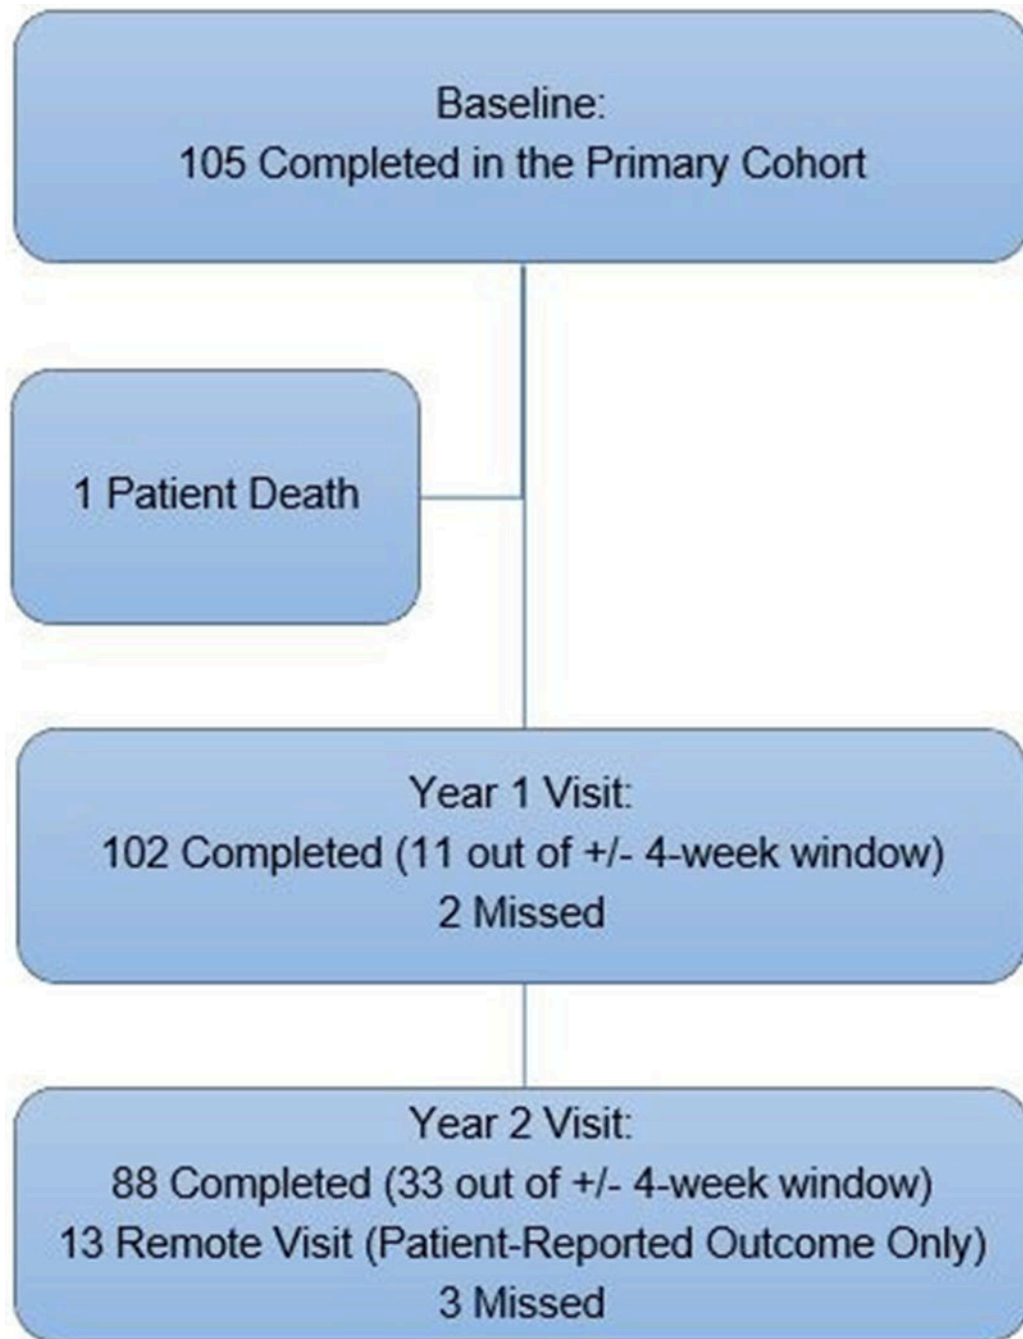 Baseline:
105 Completed in the Primary Cohort
1 Patient Death
Year 1 Visit:
102 Completed (11 out of +/- 4-week window)
2 Missed
Year 2 Visit:
88 Completed (33 out of +/- 4-week window)
13 Remote Visit (Patient-Reported Outcome Only)
3 Missed